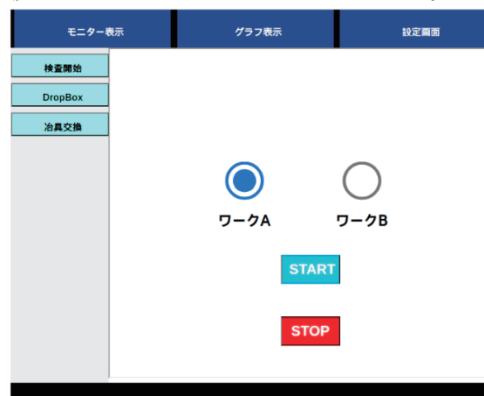 モニター表示
グラフ表示
設定画面
検査開始
DropBox
冶具交換
ワークA
ワークB
START
STOP